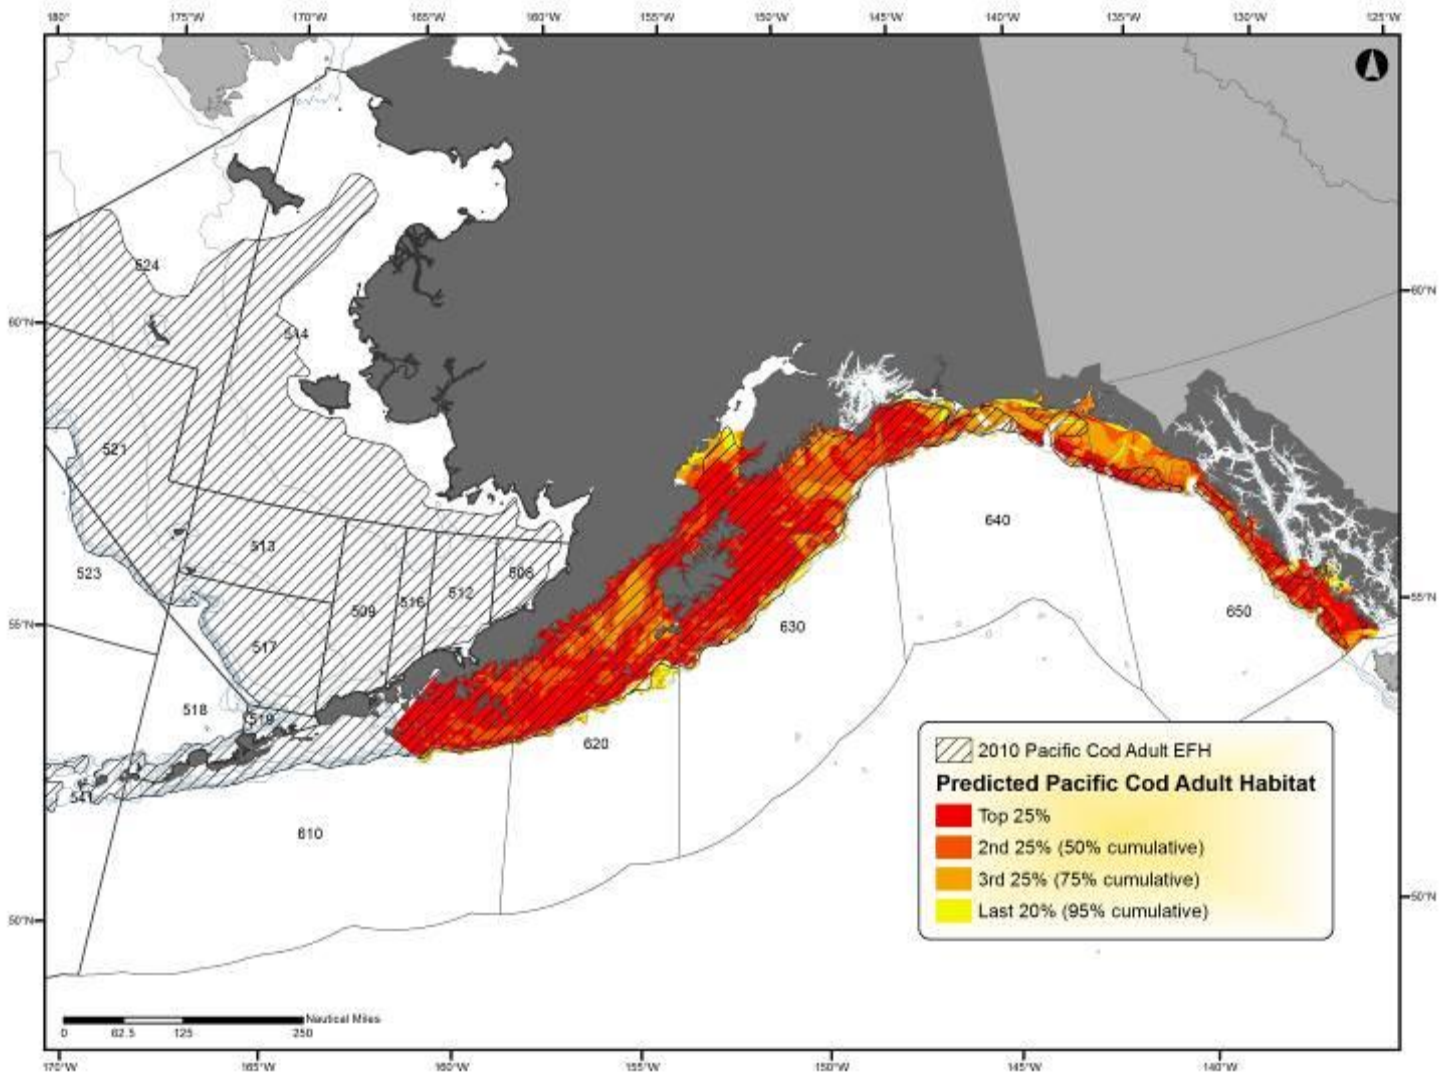 180° 175°W 170°W 165°W 160°W 155°W 150°W 145°W 140°W 135°W 130°W 125°W
524
60°N
60°N
514
521
513
640
523
508
512
516
509
55°N
55°N
650
630
517
518
519
620
541
610
2010 Pacific Cod Adult EFH
Predicted Pacific Cod Adult Habitat
Top 25%
2nd 25% (50% cumulative)
3rd 25% (75% cumulative)
Last 20% (95% cumulative)
50°N
50°N
Nautical Miles
0 62.5 125 250
170°W 165°W 160°W 155°W 150°W 145°W 140°W